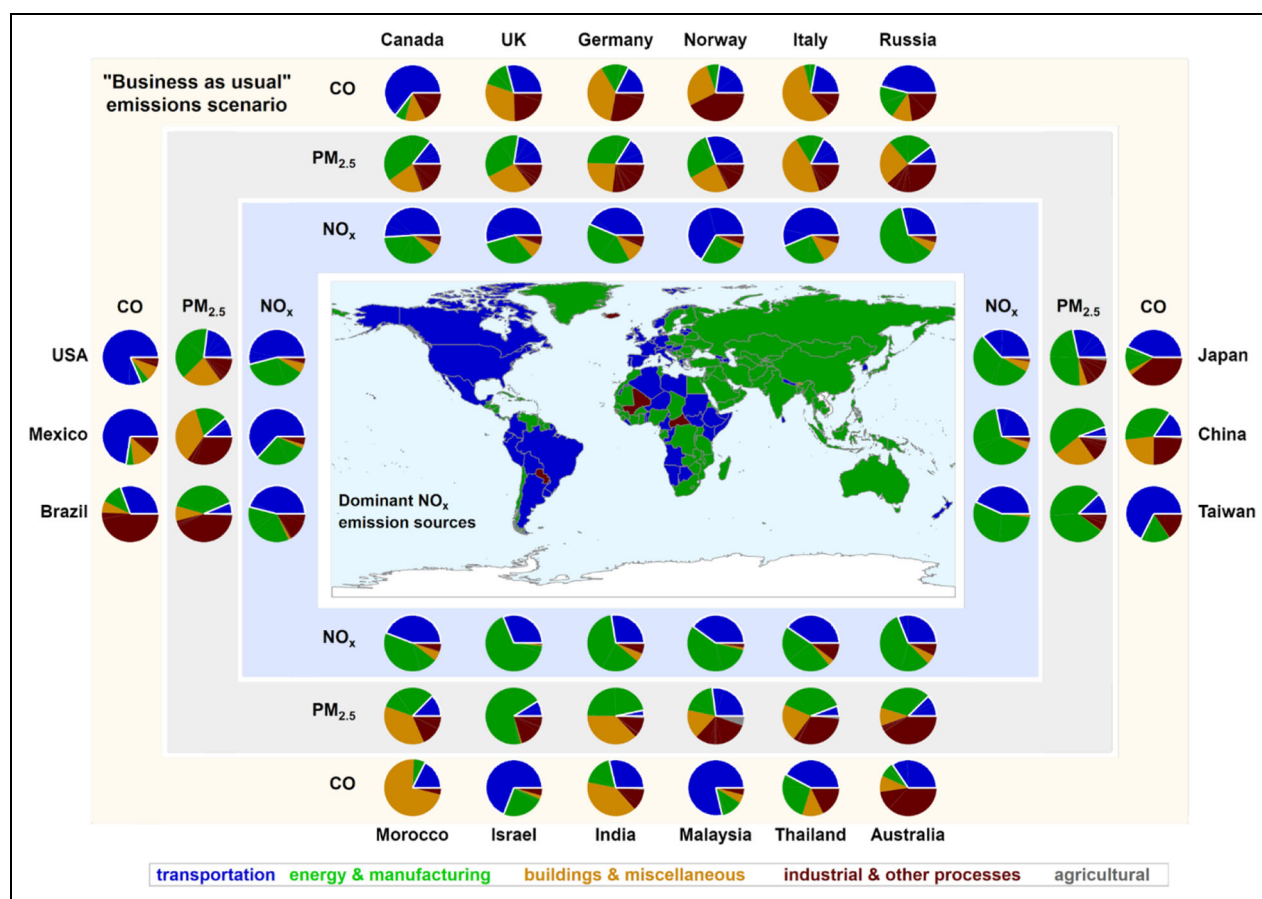 Canada UK Germany Norway Italy Russia
"Business as usual"
emissions scenario
CO
PM2.5
NOx
CO PM2.5 NOx
NOx PM2.5 CO
USA
Japan
Mexico
China
Brazil
Taiwan
Dominant NOx
emission sources
NOx
PM2.5
CO
Morocco Israel India Malaysia Thailand Australia
transportation energy & manufacturing buildings & miscellaneous industrial & other processes agricultural